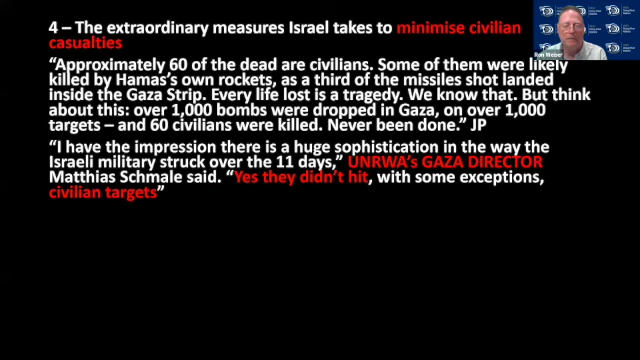 4 – The extraordinary measures Israel takes to minimise civilian
casualties
“Approximately 60 of the dead are civilians. Some of them were likely
killed by Hamas’s own rockets, as a third of the missiles shot landed
inside the Gaza Strip. Every life lost is a tragedy. We know that. But think
about this: over 1,000 bombs were dropped in Gaza, on over 1,000
targets – and 60 civilians were killed. Never been done.” JP
“I have the impression there is a huge sophistication in the way the
Israeli military struck over the 11 days,” UNRWA’s GAZA DIRECTOR
Matthias Schmale said. “Yes they didn’t hit, with some exceptions,
civilian targets”
Ron Weiser